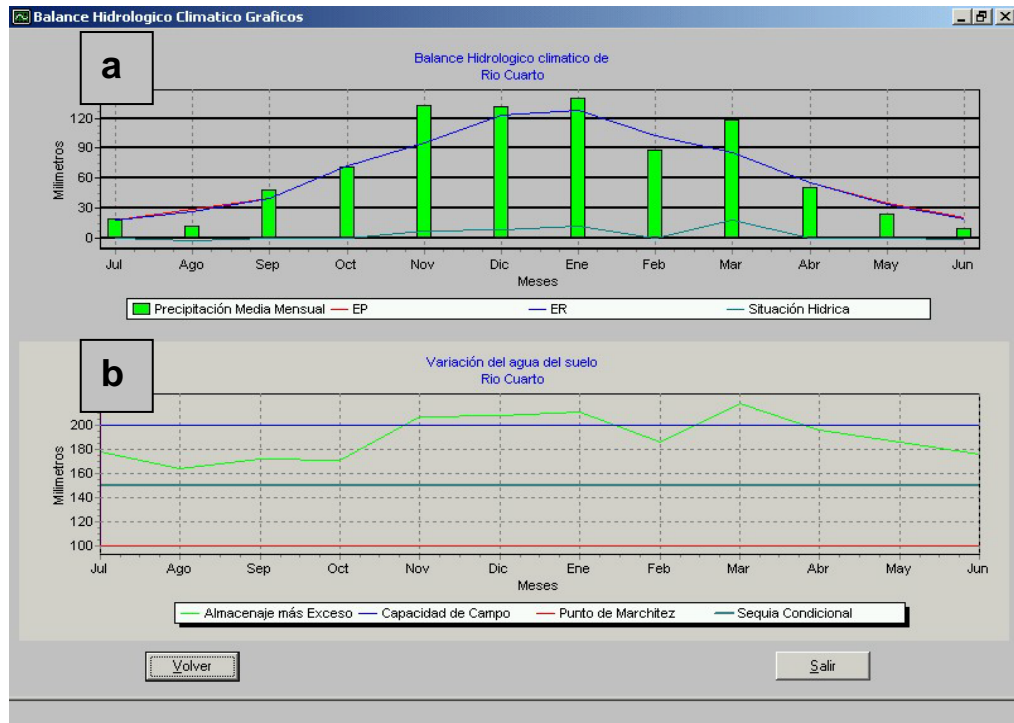 Balance Hidrologico Climatico Graficos
a
Balance Hidrologico climatico de
Rio Cuarto
120
90
60
30
0
Milimetros
Jul Ago Sep Oct Nov Dic Ene Feb Mar Abr May Jun
Meses
Precipitación Media Mensual EP ER Situación Hidrica
b
Variación del agua del suelo
Rio Cuarto
200
180
160
140
120
100
Milimetros
Jul Ago Sep Oct Nov Dic Ene Feb Mar Abr May Jun
Meses
Almacenaje más Exceso Capacidad de Campo Punto de Marchitez Sequia Condicional
Volver Salir